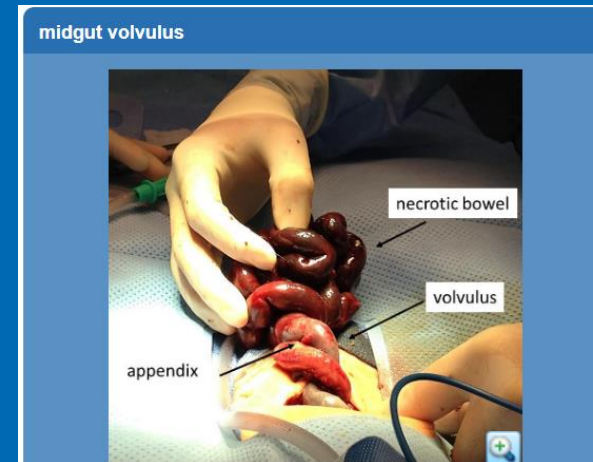 midgut volvulus
necrotic bowel
volvulus
appendix